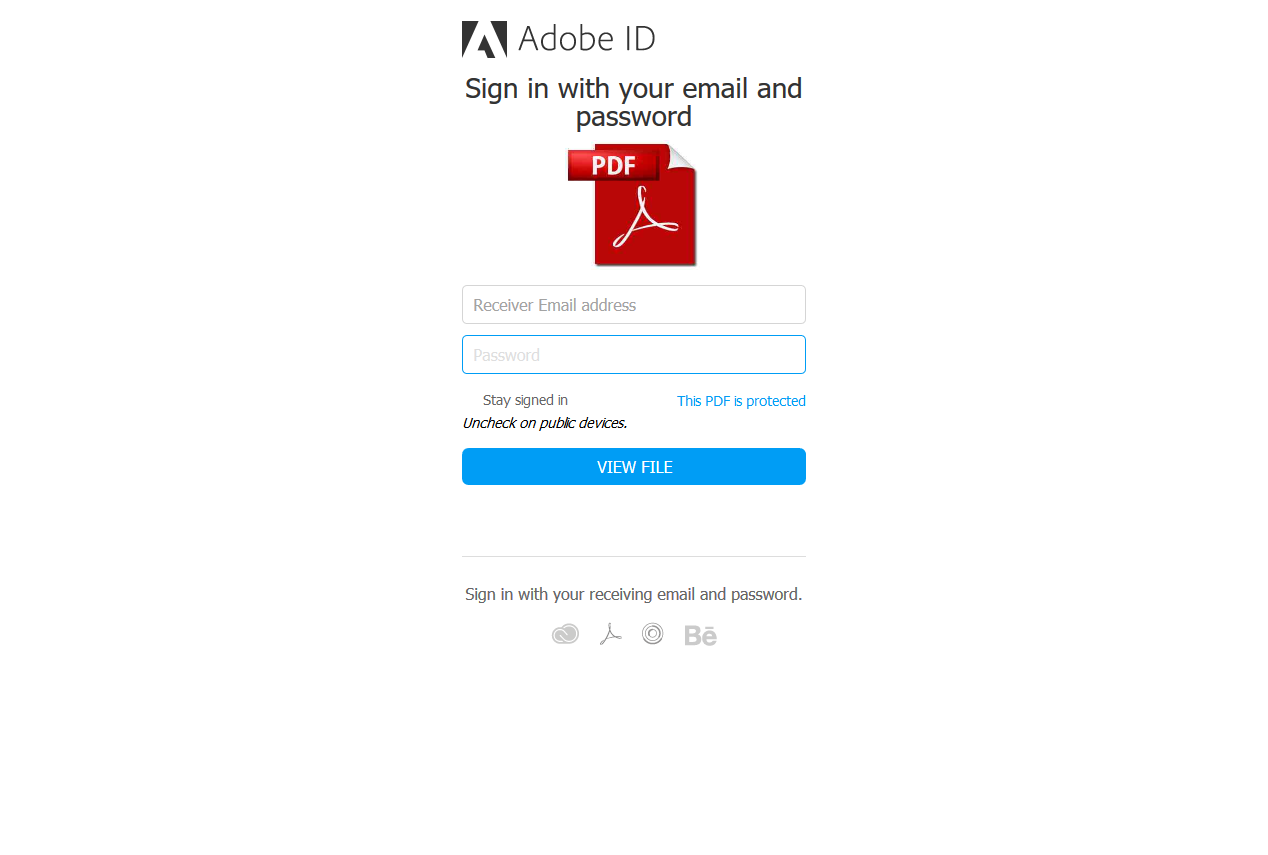 Adobe ID
Sign in with your email and
password
PDF
Receiver Email address
Password
Stay signed in
This PDF is protected
Uncheck on public devices.
VIEW FILE
Sign in with your receiving email and password.
Bē